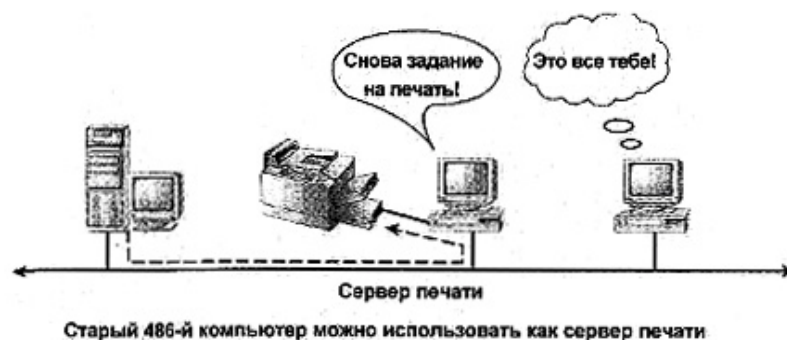 Снова задание
на печать!
Это все тебе!
Сервер печати
Старый 486-й компьютер можно использовать как сервер печати